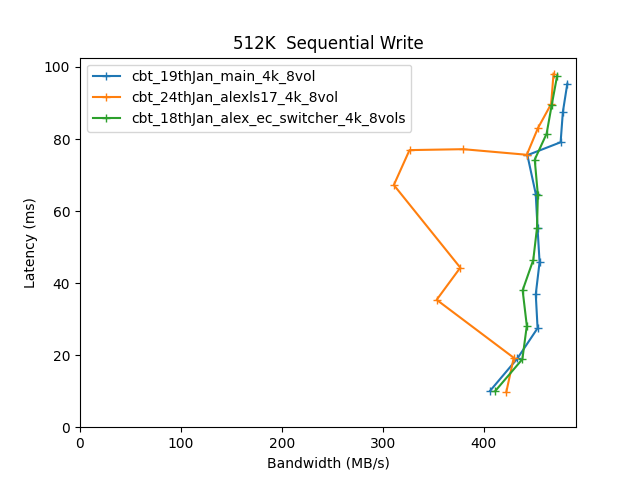 512K  Sequential Write
cbt_19thJan_main_4k_8vol
cbt_24thJan_alexls17_4k_8vol
cbt_18thJan_alex_ec_switcher_4k_8vols
100
80
60
40
20
0
Latency (ms)
0 100 200 300 400
Bandwidth (MB/s)